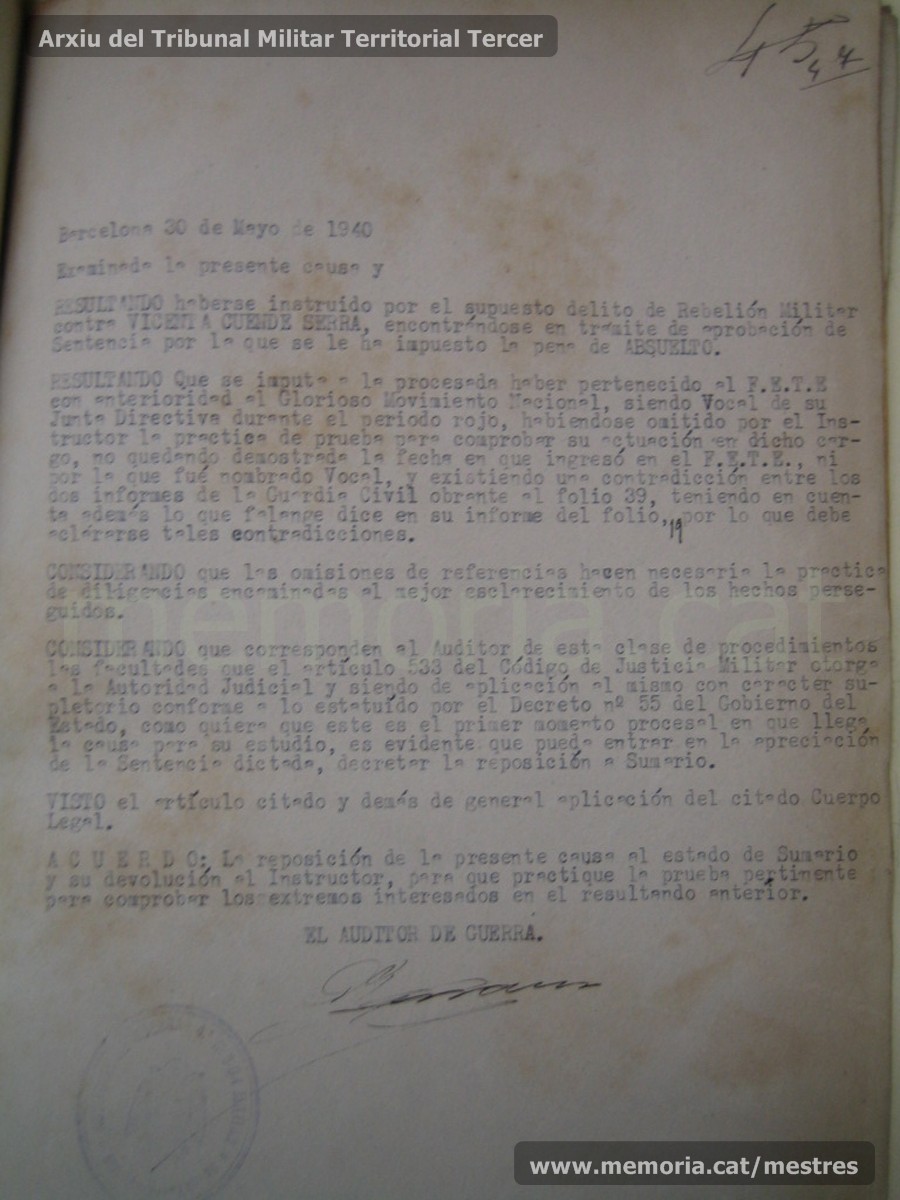 Arxiu del Tribunal Militar Territorial Tercer
Barcelona 30 de Mayo de 1940
Examinada la presente causa y
RESULTANDO haberse instruido por el supuesto delito de Rebelión Militar
contra VICENTA CUENDE SERRA, encontrándose en tramite de aprobación de
Sentencia por la que se le ha impuesto la pena de ABSUELTO.
RESULTANDO Que se imputa a la procesada haber pertenecido al F.E.T.E
con anterioridad al Glorioso Movimiento Nacional, siendo Vocal de su
Junta Directiva durante el periodo rojo, habiéndose omitido por el Ins-
tructor la practica de prueba para comprobar su actuación en dicho car-
go, no quedando demostrada la fecha en que ingresó en el F.E.T.E., ni
por la que fué nombrado Vocal, y existiendo una contradicción entre los
dos informes de la Guardia Civil obrante al folio 39, teniendo en cuen-
ta además lo que falange dice en su informe del folio, 19 por lo que debe
aclárarse tales contradicciones.
CONSIDERANDO que las omisiones de referencias hacen necesaria la practica
de diligencias encaminadas al mejor esclarecimiento de los hechos perse-
guidos.
memoria.cat
CONSIDERANDO que corresponden al Auditor de esta clase de procedimientos
las facultades que el artículo 533 del Código de Justicia Militar otorga
a la Autoridad Judicial y siendo de aplicación al mismo con caracter su-
pletorio conforme a lo estatuído por el Decreto nº 55 del Gobierno del
Estado, como quiera que este es el primer momento procesal en que llega
la causa para su estudio, es evidente que pueda entrar en la apreciación
de la Sentencia dictada, decretar la reposición a Sumario.
VISTO el artículo citado y demás de general aplicación del citado Cuerpo
Legal.
A C U E R D O: La reposición de la presente causa al estado de Sumario
y su devolución al Instructor, para que practique la prueba pertinente
para comprobar los extremos interesados en el resultando anterior.
EL AUDITOR DE GUERRA.
www.memoria.cat/mestres